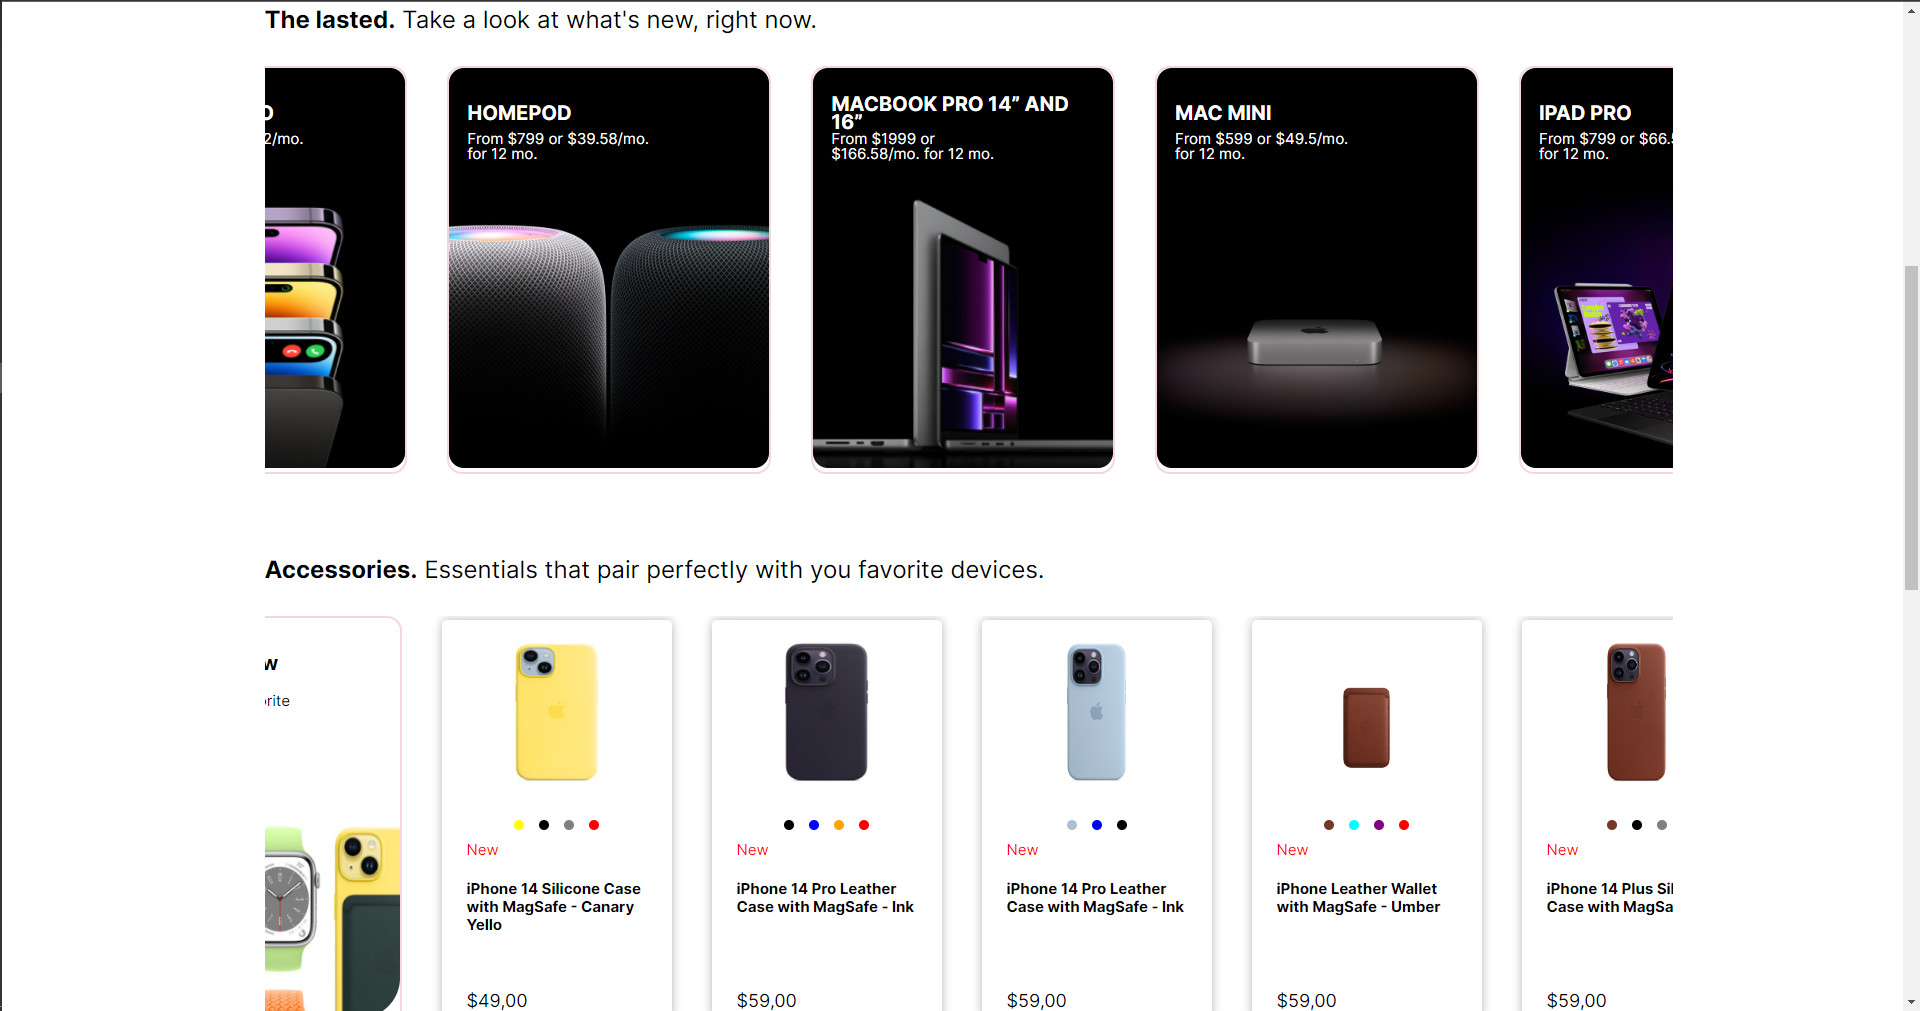 The lasted. Take a look at what's new, right now.
D
2/mo.
HOMEPOD
From $799 or $39.58/mo.
for 12 mo.
MACBOOK PRO 14” AND
16”
From $1999 or
$166.58/mo. for 12 mo.
MAC MINI
From $599 or $49.5/mo.
for 12 mo.
IPAD PRO
From $799 or $66.5
for 12 mo.
Accessories. Essentials that pair perfectly with you favorite devices.
w
orite
New
iPhone 14 Silicone Case
with MagSafe - Canary
Yello
$49,00
New
iPhone 14 Pro Leather
Case with MagSafe - Ink
$59,00
New
iPhone 14 Pro Leather
Case with MagSafe - Ink
$59,00
New
iPhone Leather Wallet
with MagSafe - Umber
$59,00
New
iPhone 14 Plus Sil
Case with MagSa
$59,00